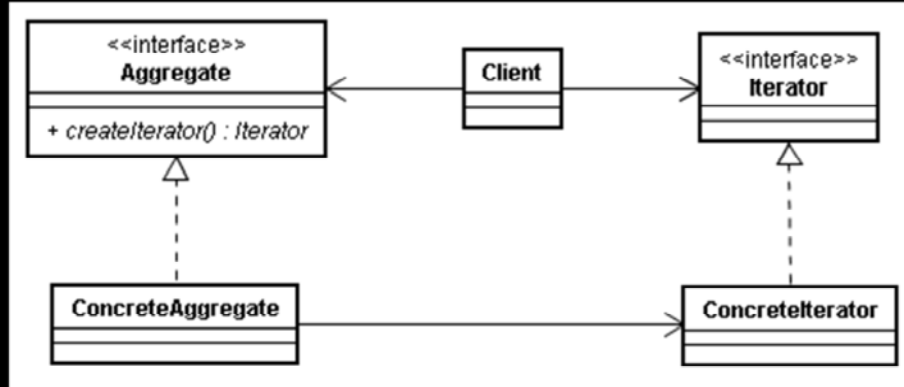 <<interface>>
Aggregate
+ createIterator() : Iterator
Client
<<interface>>
Iterator
ConcreteAggregate
ConcreteIterator